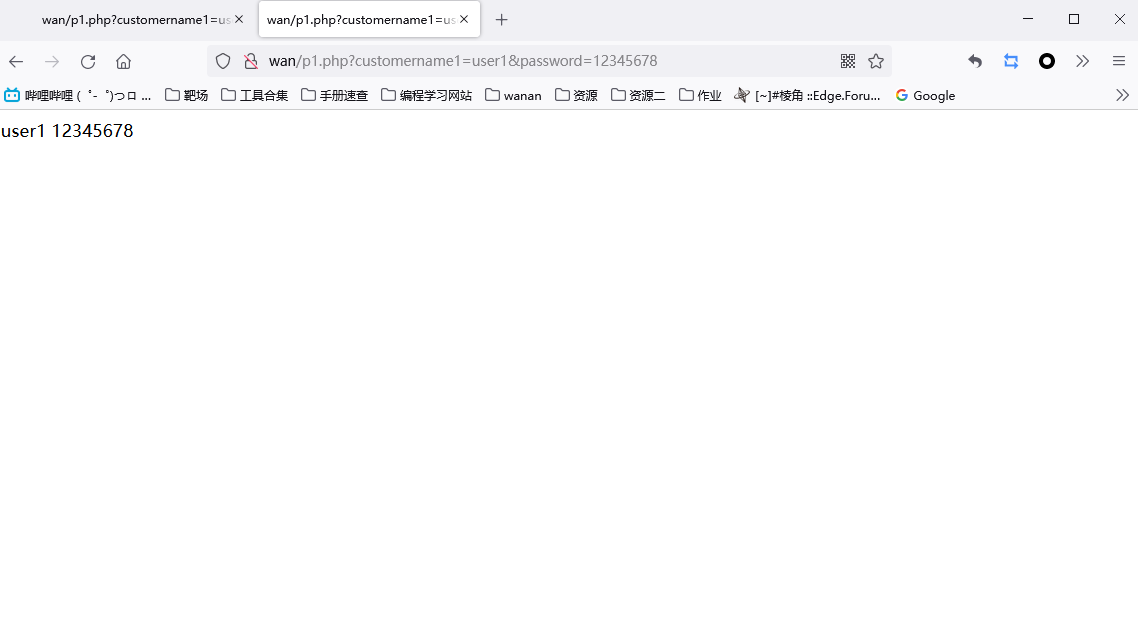 wan/p1.php?customername1=us
wan/p1.php?customername1=us
wan/p1.php?customername1=user1&password=12345678
哔哩哔哩 (゜-゜)つロ ... 靶场 工具合集 手册速查 编程学习网站 wanan 资源 资源二 作业 [~]#棱角 ::Edge.Foru... Google
user1 12345678